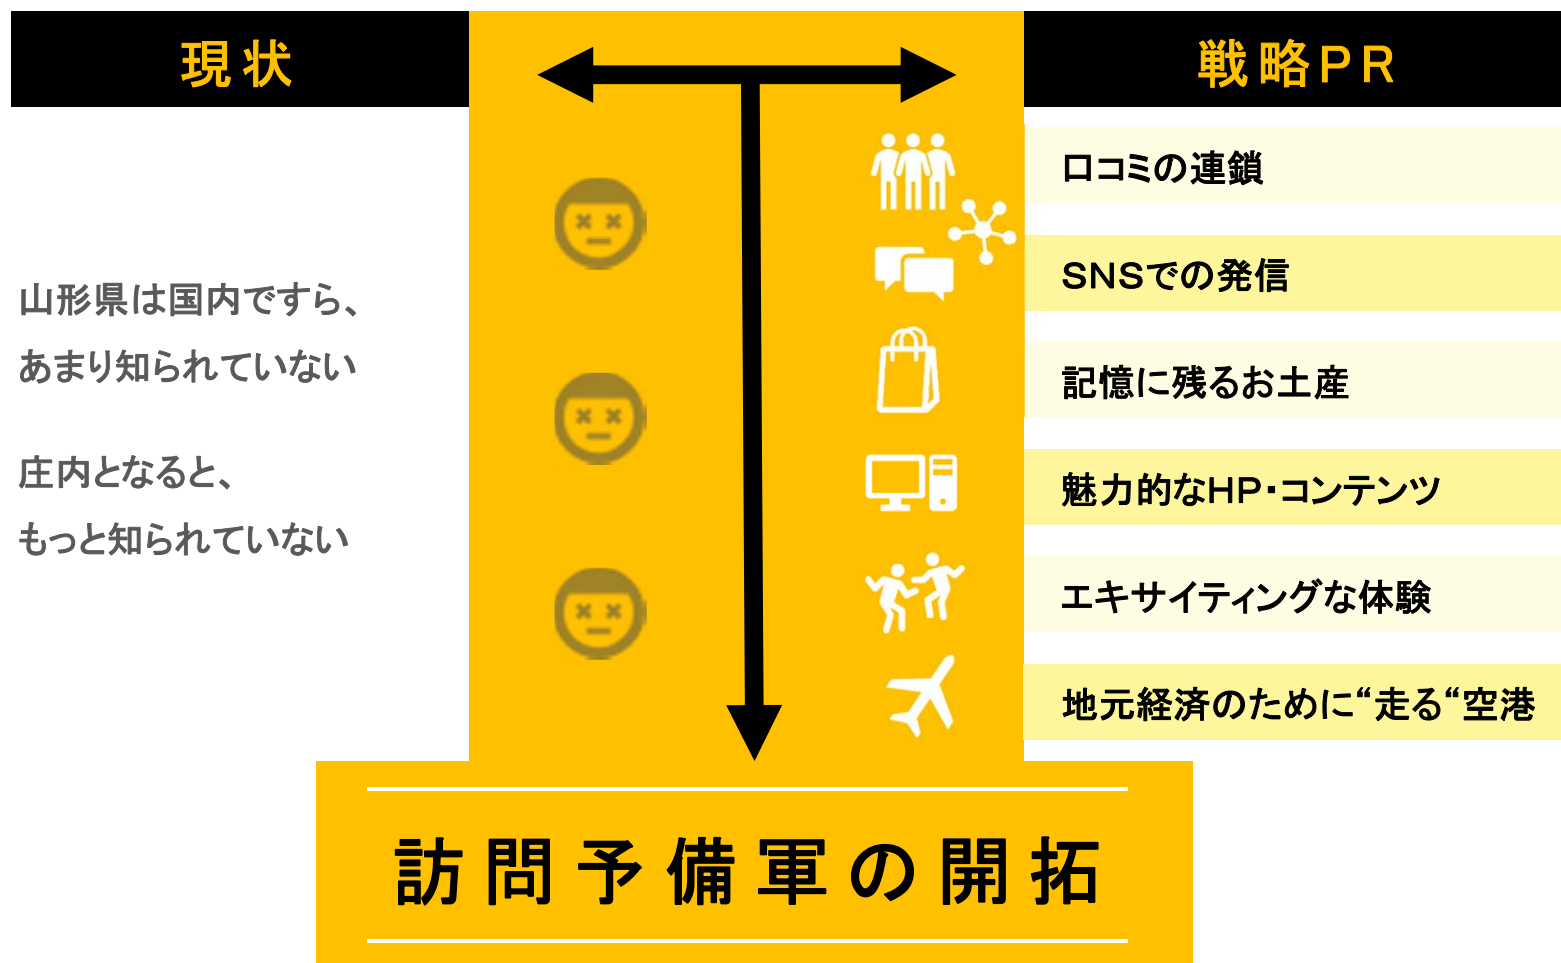 現状
戦略PR
山形県は国内ですら、
あまり知られていない
庄内となると、
もっと知られていない
口コミの連鎖
SNSでの発信
記憶に残るお土産
魅力的なHP・コンテンツ
エキサイティングな体験
地元経済のために“走る“空港
訪問予備軍の開拓